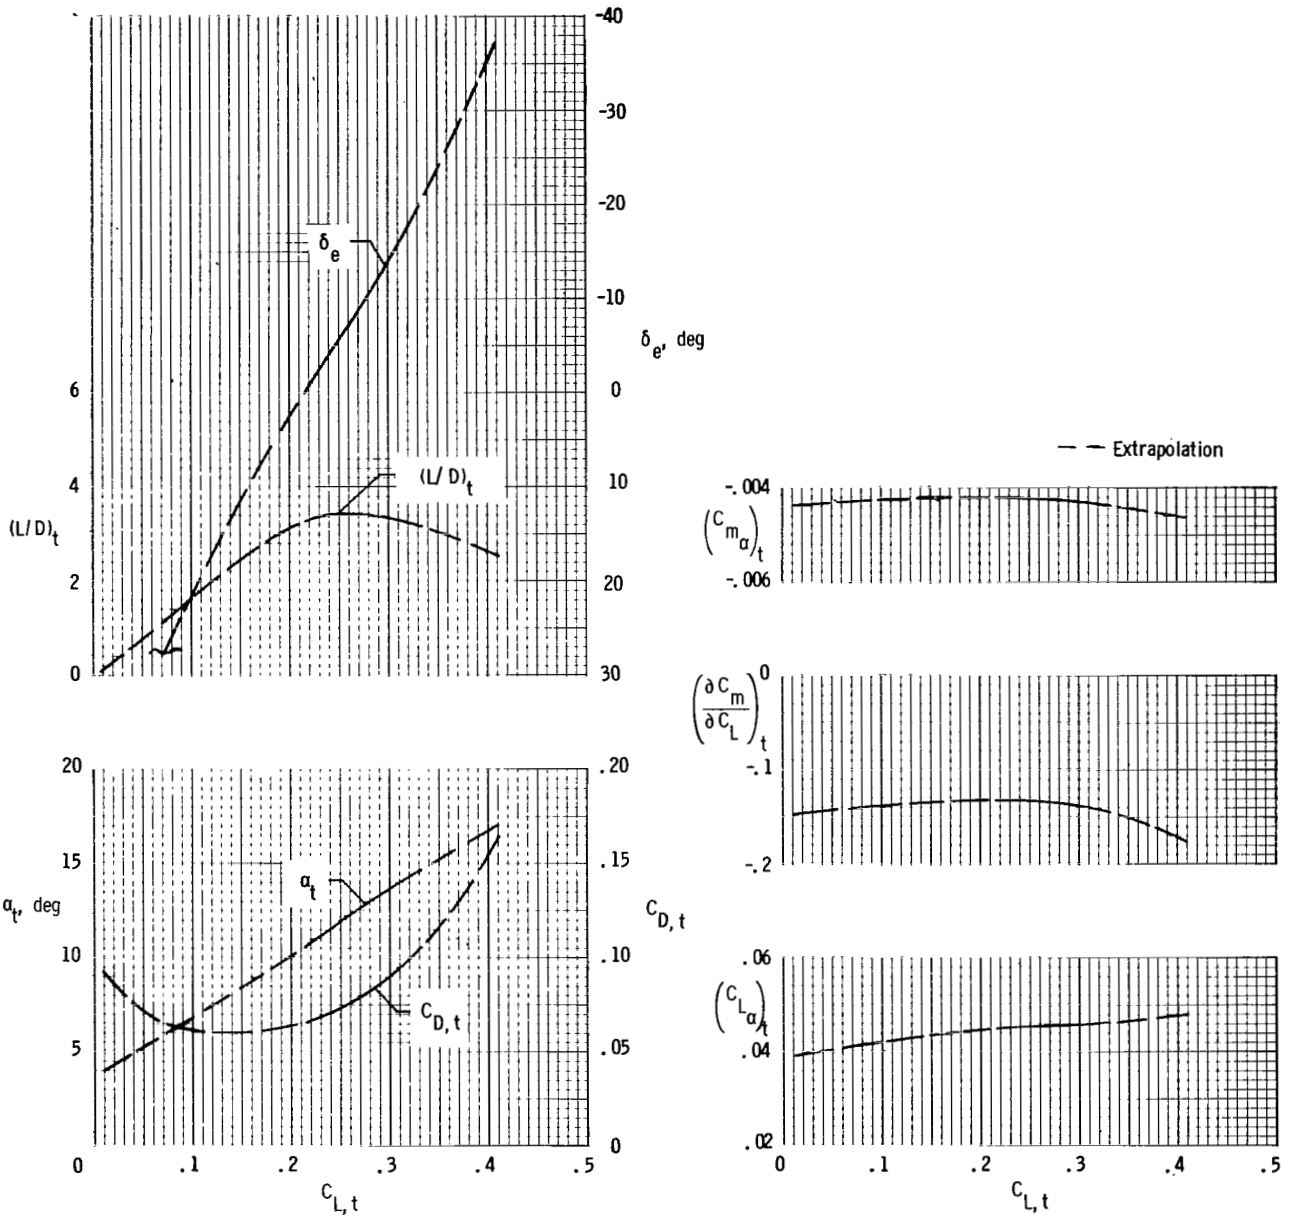 -40
-30
-20
δe
-10
δe, deg
6 0
(L/D)t
4 10
(L/D)t
2 20
0 30
20 .20
15 .15
αt
αt, deg
CD,t
10 .10
CD,t
5 .05
0
0 .1 .2 .3 .4 .5
CL,t
— — Extrapolation
-.004
(Cmα)t
-.006
0
(∂Cm/∂CL)t
-.1
-.2
.06
(CLα)t
.04
.02
0 .1 .2 .3 .4 .5
CL,t